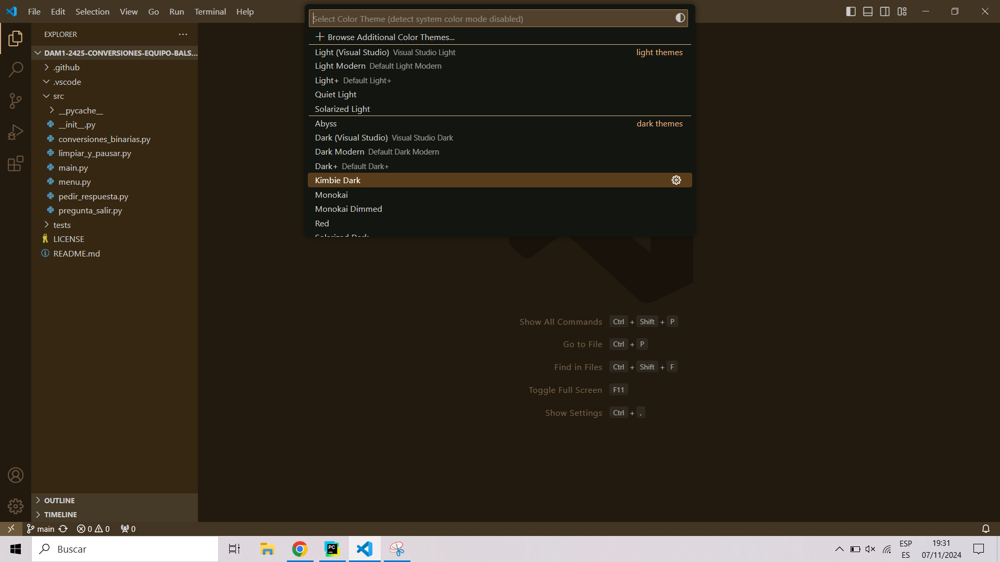 File Edit Selection View Go Run Terminal Help
Select Color Theme (detect system color mode disabled)
Browse Additional Color Themes...
Light (Visual Studio) Visual Studio Light light themes
Light Modern Default Light Modern
Light+ Default Light+
Quiet Light
Solarized Light
Abyss dark themes
Dark (Visual Studio) Visual Studio Dark
Dark Modern Default Dark Modern
Dark+ Default Dark+
Kimbie Dark
Monokai
Monokai Dimmed
Red
Solarized Dark
EXPLORER
DAM1-2425-CONVERSIONES-EQUIPO-BALS...
.github
.vscode
src
__pycache__
__init__.py
conversiones_binarias.py
limpiar_y_pausar.py
main.py
menu.py
pedir_respuesta.py
pregunta_salir.py
tests
LICENSE
README.md
Show All Commands Ctrl + Shift + P
Go to File Ctrl + P
Find in Files Ctrl + Shift + F
Toggle Full Screen F11
Show Settings Ctrl + ,
OUTLINE
TIMELINE
main 0 0 0
Buscar
PC
ESP
ES
19:31
07/11/2024